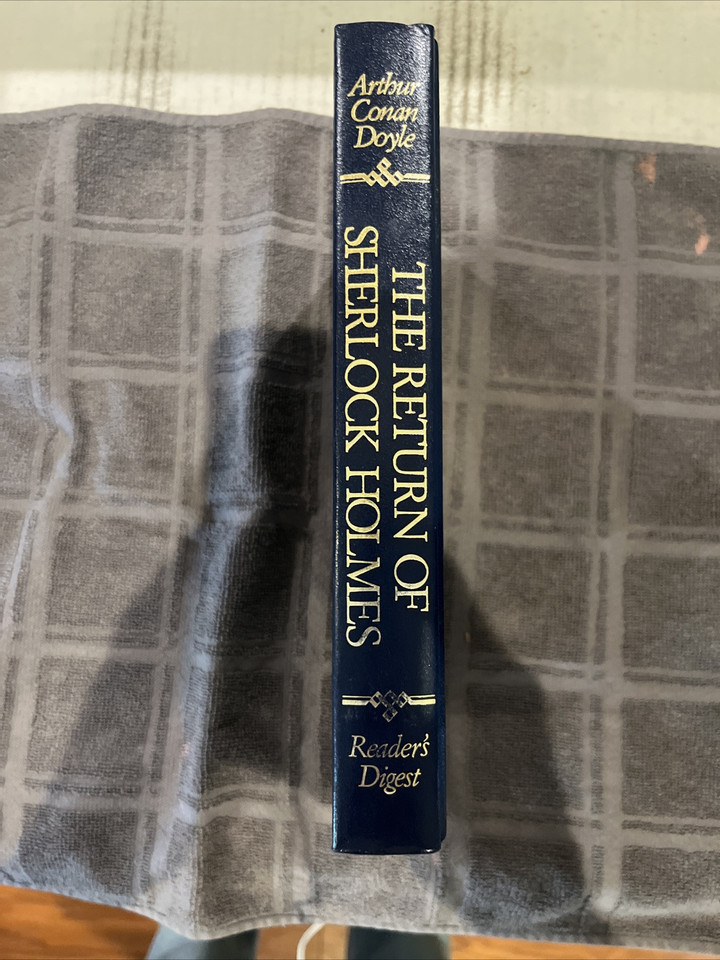 Arthur
Conan
Doyle
THE RETURN OF
SHERLOCK HOLMES
Reader's
Digest